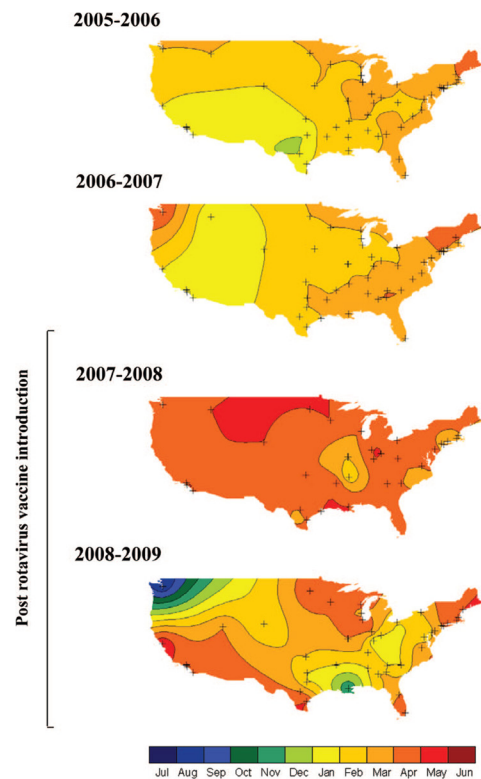 2005-2006
2006-2007
Post rotavirus vaccine introduction
2007-2008
2008-2009
Jul Aug Sep Oct Nov Dec Jan Feb Mar Apr May Jun